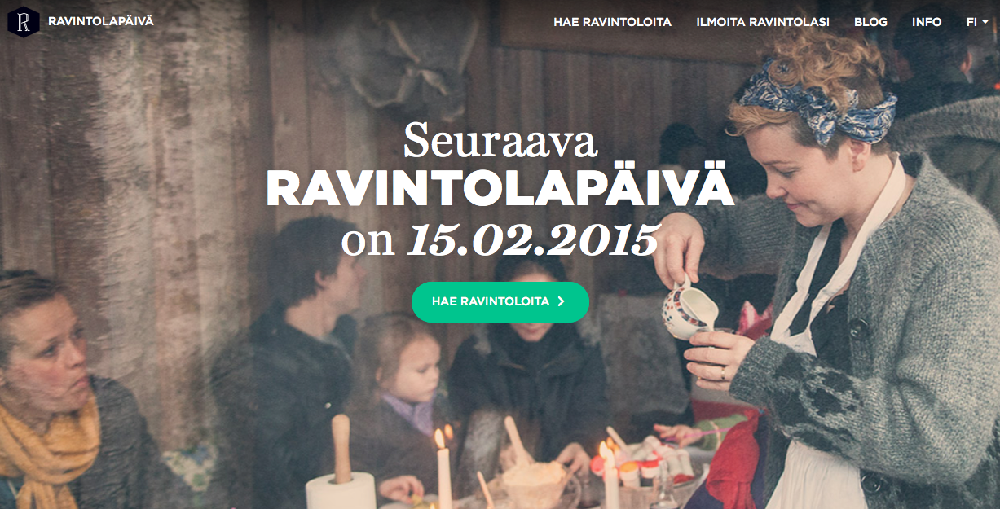 R RAVINTOLAPÄIVÄ
HAE RAVINTOLOITA ILMOITA RAVINTOLASI BLOG INFO FI
Seuraava
RAVINTOLAPÄIVÄ
on 15.02.2015
HAE RAVINTOLOITA